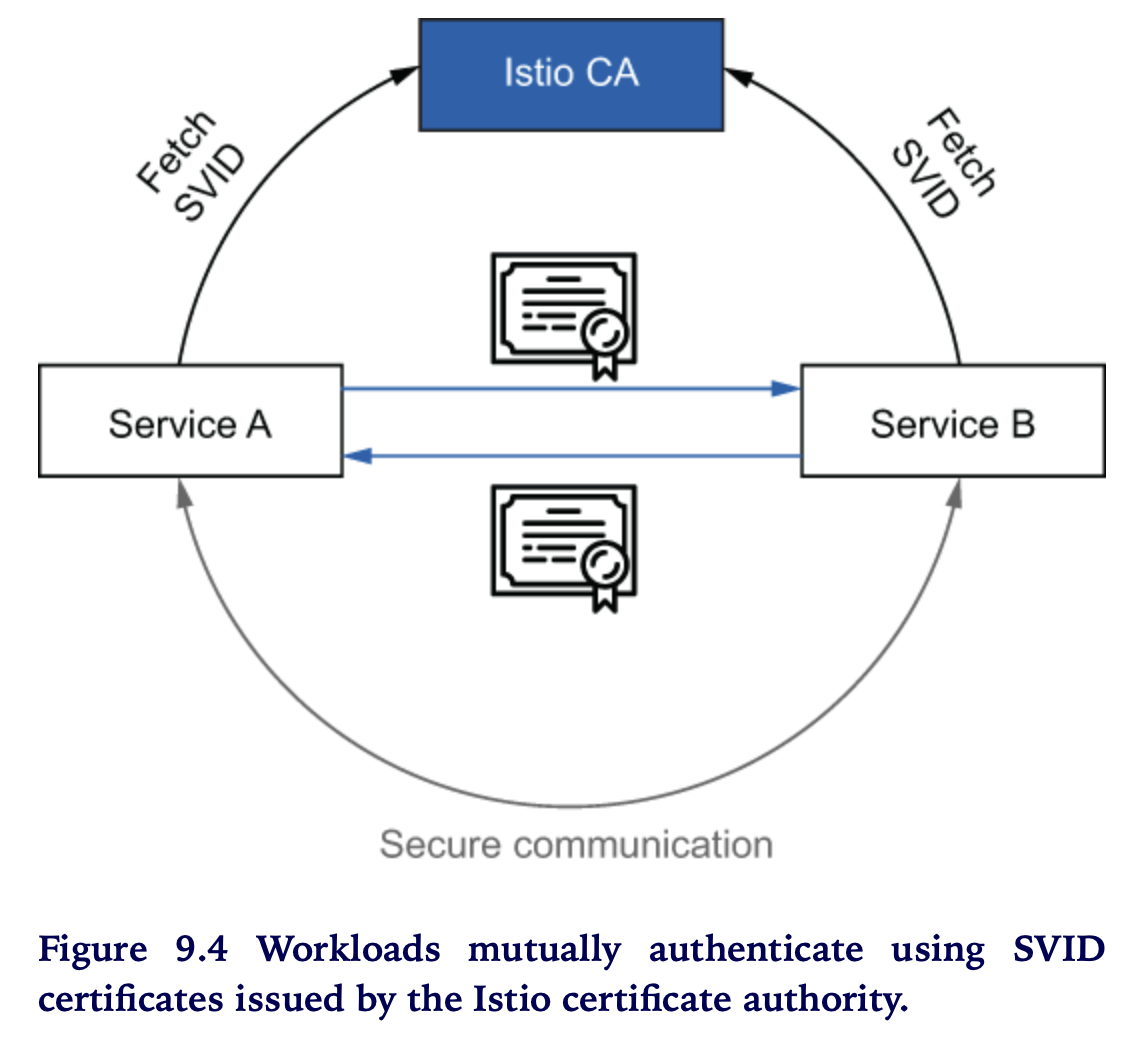 Istio CA
Fetch
SVID
Fetch
SVID
Service A
Service B
Secure communication
Figure 9.4 Workloads mutually authenticate using SVID
certificates issued by the Istio certificate authority.